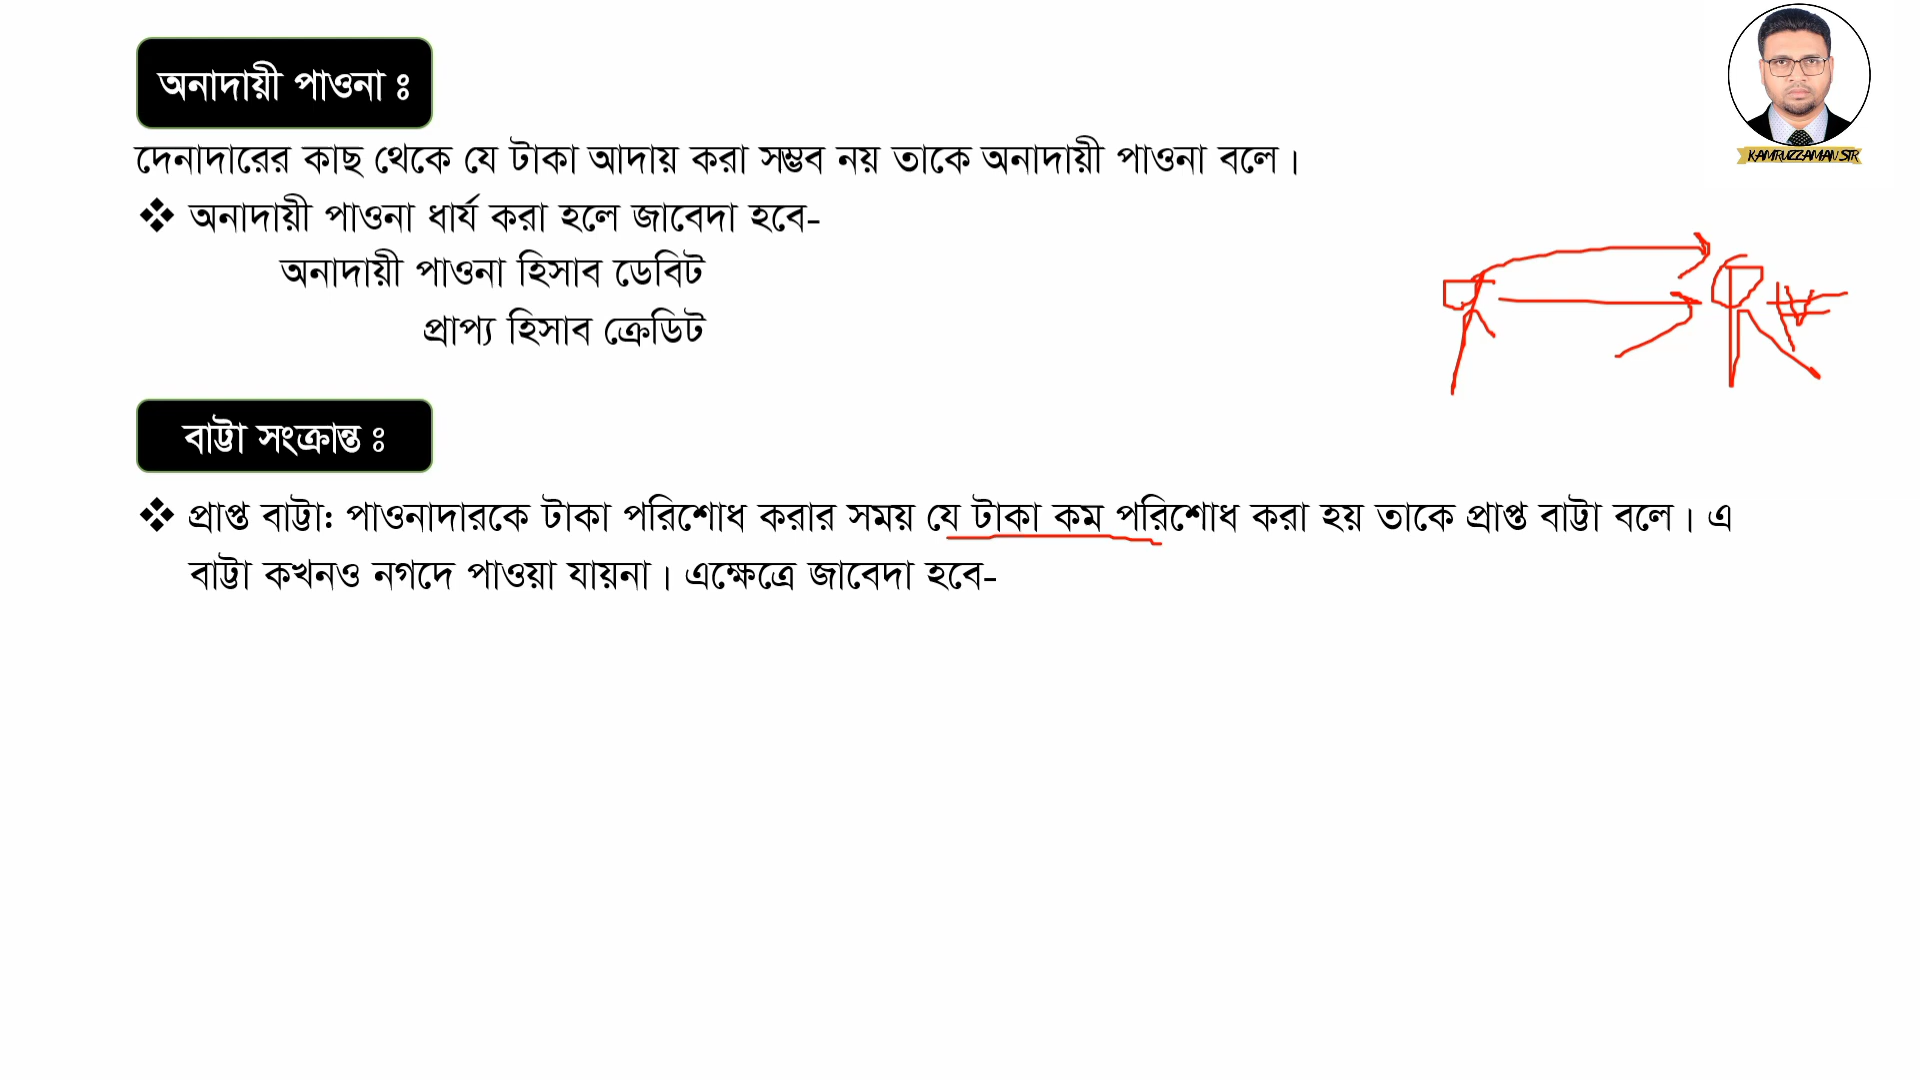 অনাদায়ী পাওনা ঃ
KAMRUZZAMAN SIR
দেনাদারের কাছ থেকে যে টাকা আদায় করা সম্ভব নয় তাকে অনাদায়ী পাওনা বলে।
❖ অনাদায়ী পাওনা ধার্য করা হলে জাবেদা হবে-
অনাদায়ী পাওনা হিসাব ডেবিট
প্রাপ্য হিসাব ক্রেডিট
বাট্টা সংক্রান্ত ঃ
❖ প্রাপ্ত বাট্টা: পাওনাদারকে টাকা পরিশোধ করার সময় যে টাকা কম পরিশোধ করা হয় তাকে প্রাপ্ত বাট্টা বলে। এ
বাট্টা কখনও নগদে পাওয়া যায়না। এক্ষেত্রে জাবেদা হবে-